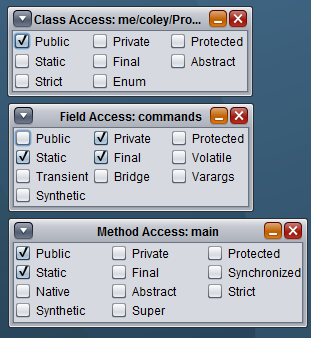 Class Access: me/coley/Pro...
Public Private Protected
Static Final Abstract
Strict Enum
Field Access: commands
Public Private Protected
Static Final Volatile
Transient Bridge Varargs
Synthetic
Method Access: main
Public Private Protected
Static Final Synchronized
Native Abstract Strict
Synthetic Super